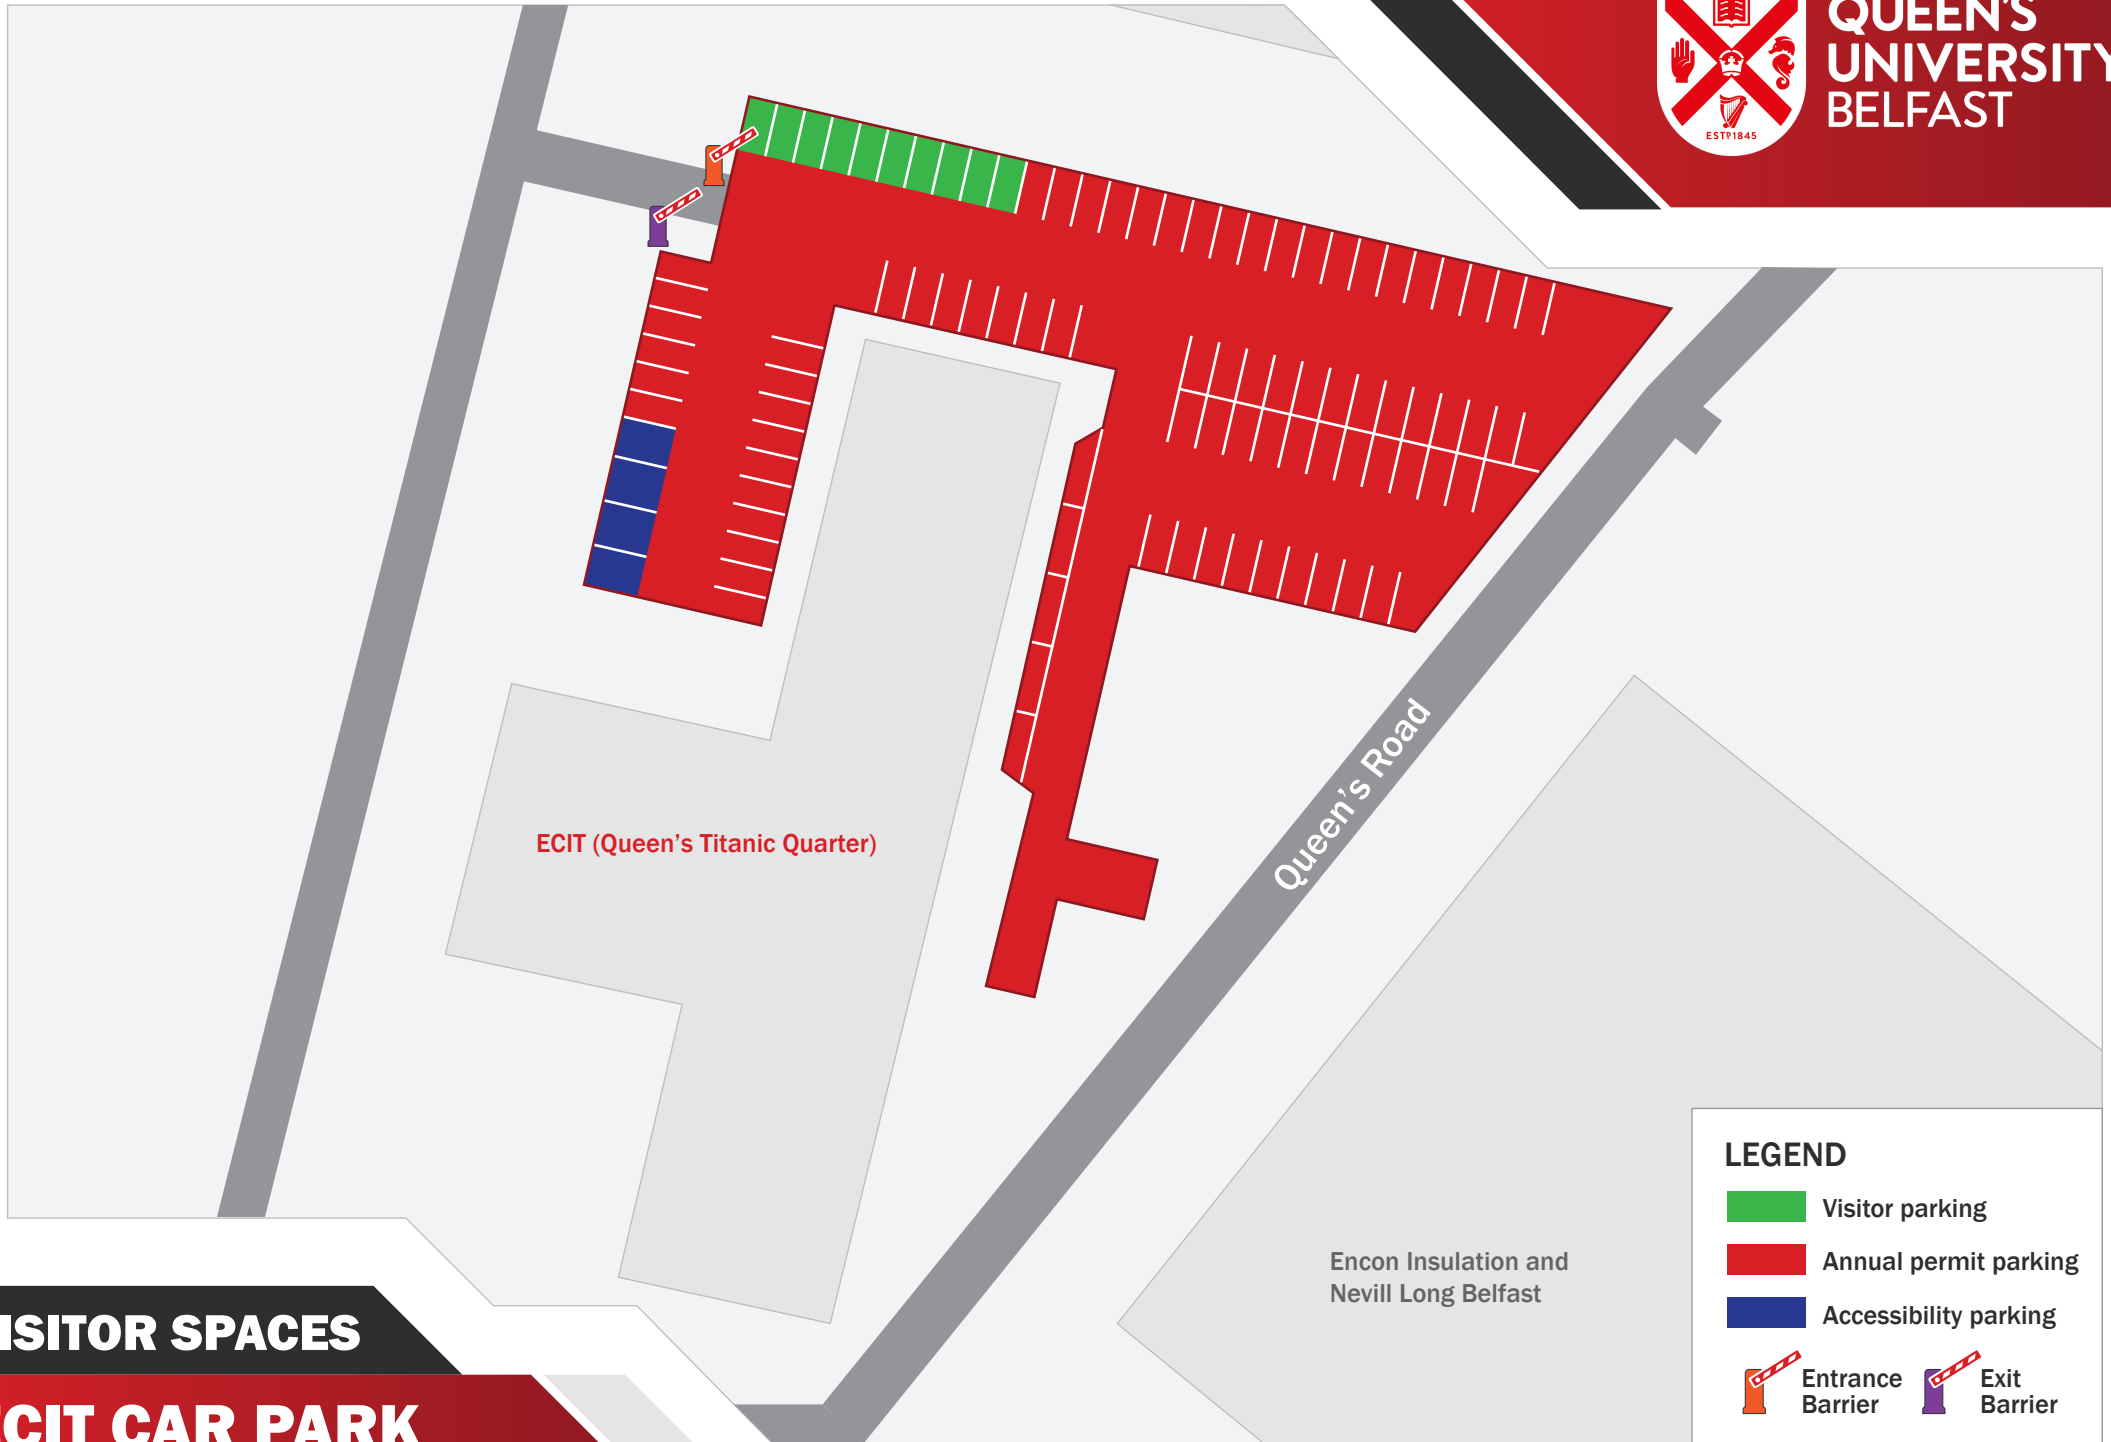 QUEEN'S
UNIVERSITY
BELFAST
ESTD 1845
Queen's Road
ECIT (Queen's Titanic Quarter)
Encon Insulation and
Nevill Long Belfast
LEGEND
Visitor parking
Annual permit parking
Accessibility parking
Entrance
Barrier
Exit
Barrier
ISITOR SPACES
CIT CAR PARK